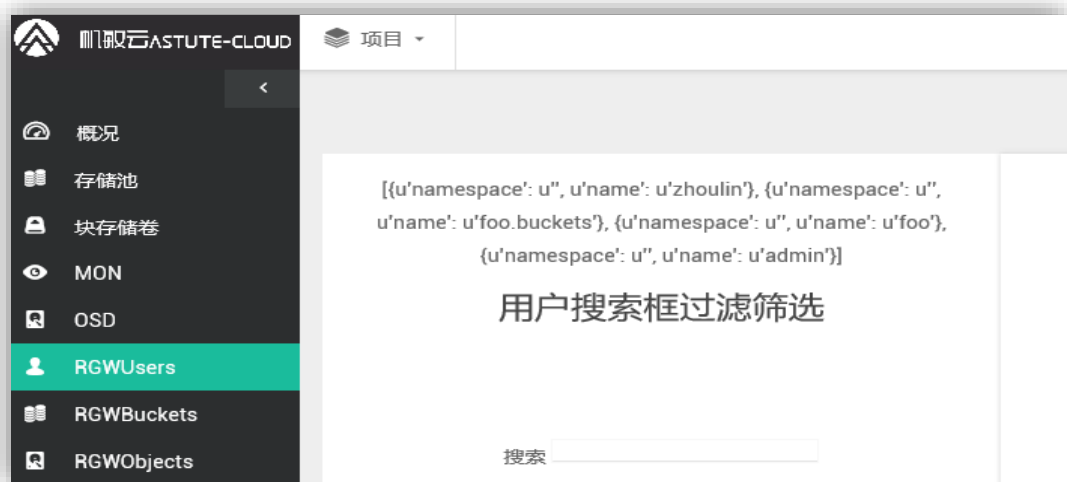 机敏云ASTUTE-CLOUD
项目
概况
存储池
块存储卷
MON
OSD
RGWUsers
RGWBuckets
RGWObjects
[{u'namespace': u'', u'name': u'zhoulin'}, {u'namespace': u'',
u'name': u'foo.buckets'}, {u'namespace': u'', u'name': u'foo'},
{u'namespace': u'', u'name': u'admin'}]
用户搜索框过滤筛选
搜索